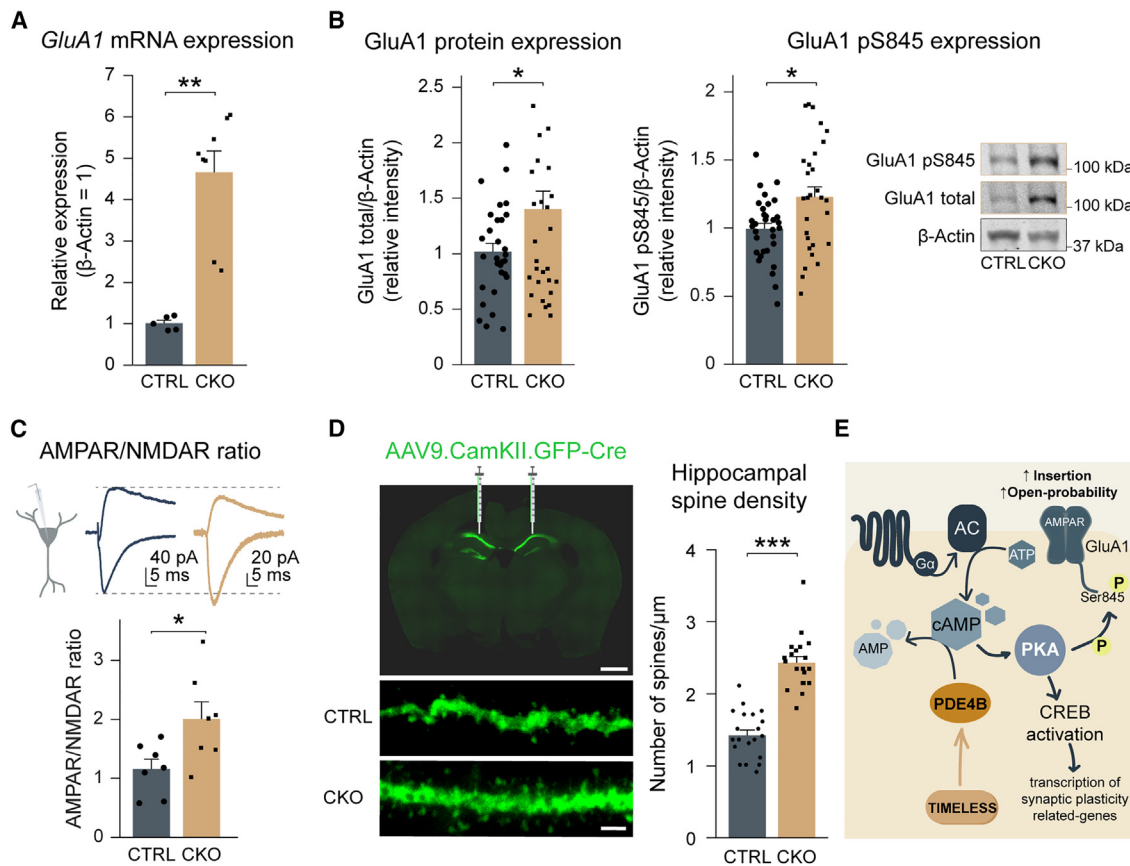 A
GluA1 mRNA expression
Relative expression
(β-Actin = 1)
7
6
5
4
3
2
1
0
**
CTRL CKO
B
GluA1 protein expression
GluA1 total/β-Actin
(relative intensity)
2.5
2
1.5
1
0.5
0
*
CTRL CKO
GluA1 pS845 expression
GluA1 pS845/β-Actin
(relative intensity)
2
1.5
1
0.5
0
*
CTRL CKO
GluA1 pS845
-100 kDa
GluA1 total
-100 kDa
β-Actin
-37 kDa
CTRL CKO
C
AMPAR/NMDAR ratio
40 pA
5 ms
20 pA
5 ms
AMPAR/NMDAR ratio
3
2
1
0
*
CTRL CKO
D
AAV9.CamKII.GFP-Cre
CTRL
CKO
Hippocampal
spine density
Number of spines/μm
4
3
2
1
0
***
CTRL CKO
E
↑ Insertion
↑Open-probability
AC
AMPAR
GluA1
Gα
ATP
P
Ser845
cAMP
AMP
PKA
P
PDE4B
CREB
activation
TIMELESS
transcription of
synaptic plasticity
related-genes